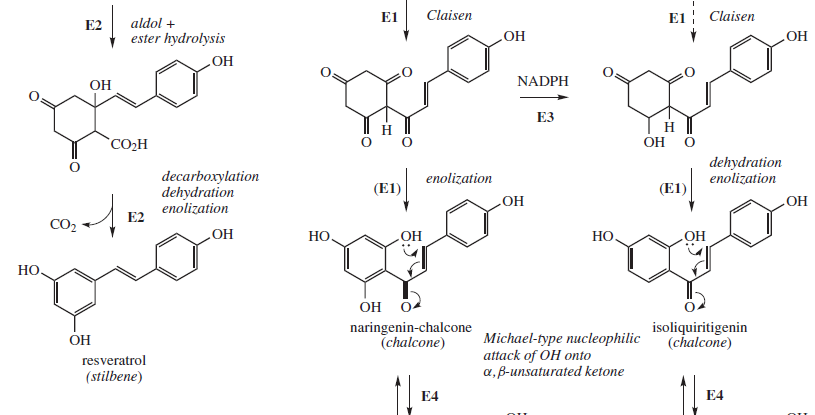 E2
aldol +
ester hydrolysis
OH
OH
O
CO2H
O
decarboxylation
dehydration
enolization
CO2
E2
OH
HO
OH
resveratrol
(stilbene)
E1
Claisen
OH
O
O
H
O
O
NADPH
E3
(E1)
enolization
OH
HO
OH
OH
O
naringenin-chalcone
(chalcone)
Michael-type nucleophilic
attack of OH onto
α,β-unsaturated ketone
E4
OH
E1
Claisen
OH
O
O
H
OH
O
dehydration
enolization
(E1)
OH
HO
OH
O
isoliquiritigenin
(chalcone)
E4